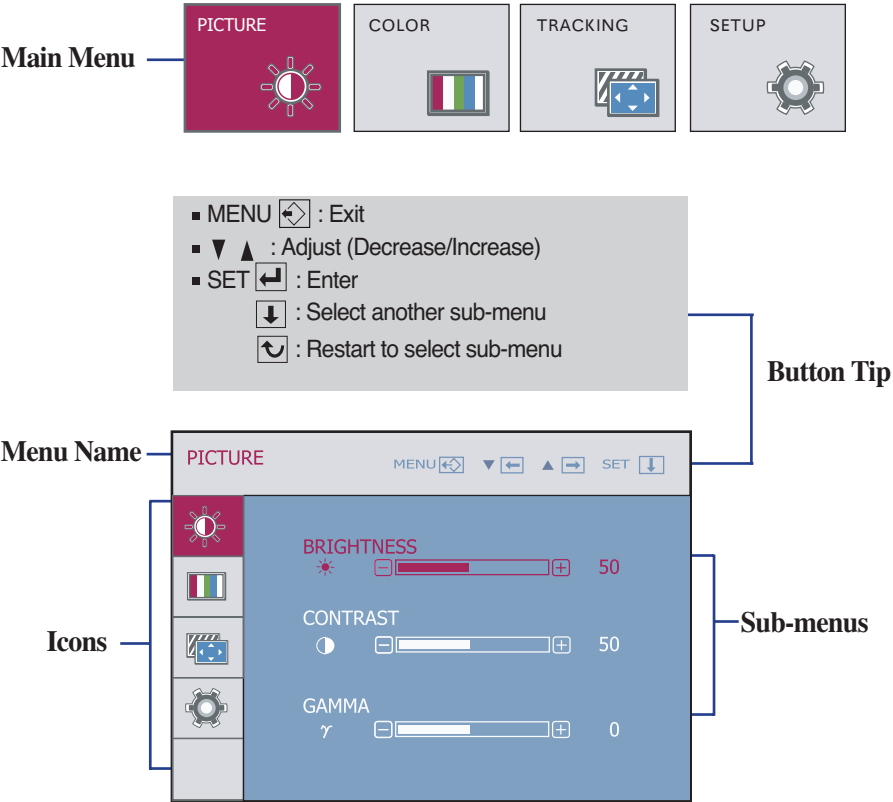 PICTURE
COLOR
TRACKING
SETUP
Main Menu
■ MENU : Exit
■ ▼ ▲ : Adjust (Decrease/Increase)
■ SET : Enter
: Select another sub-menu
: Restart to select sub-menu
Button Tip
Menu Name
PICTURE
MENU ▼ ▲ SET
BRIGHTNESS
50
CONTRAST
50
GAMMA
γ 0
Icons
Sub-menus